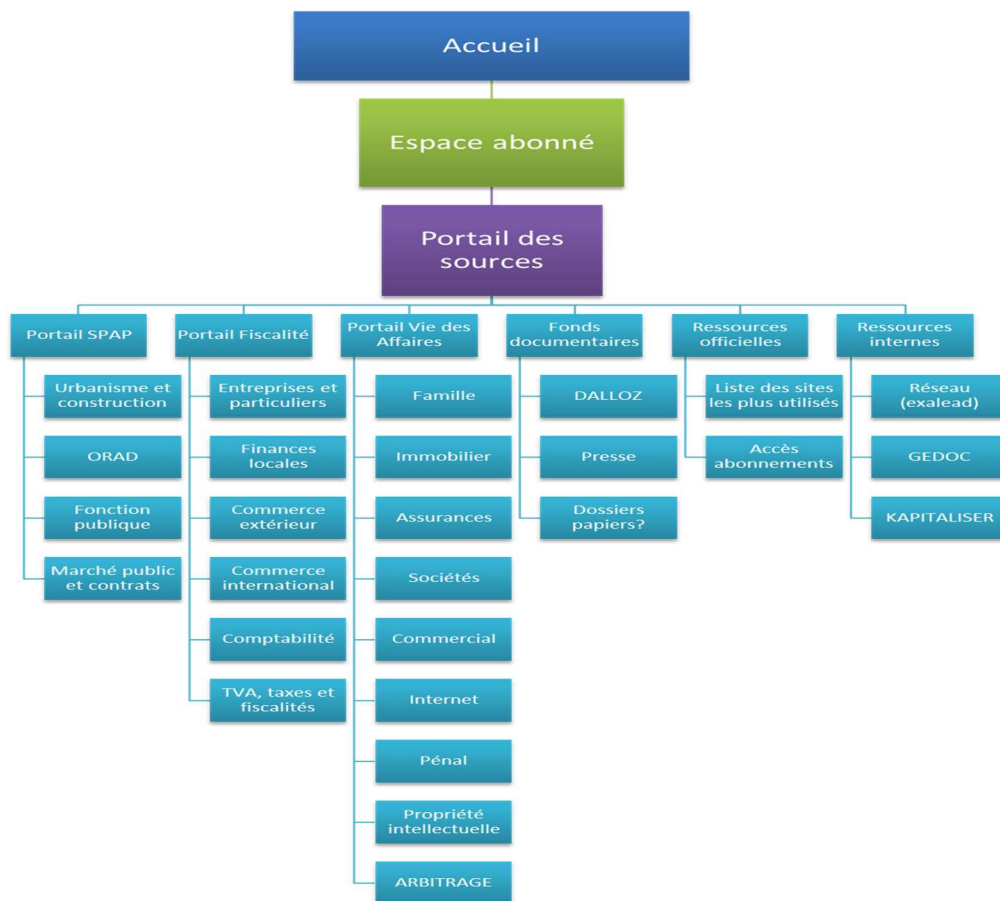 Accueil
Espace abonné
Portail des
sources
Portail SPAP
Urbanisme et
construction
ORAD
Fonction
publique
Marché public
et contrats
Portail Fiscalité
Entreprises et
particuliers
Finances
locales
Commerce
extérieur
Commerce
international
Comptabilité
TVA, taxes et
fiscalités
Portail Vie des
Affaires
Famille
Immobilier
Assurances
Sociétés
Commercial
Internet
Pénal
Propriété
intellectuelle
ARBITRAGE
Fonds
documentaires
DALLOZ
Presse
Dossiers
papiers?
Ressources
officielles
Liste des sites
les plus utilisés
Accès
abonnements
Ressources
internes
Réseau
(exalead)
GEDOC
KAPITALISER